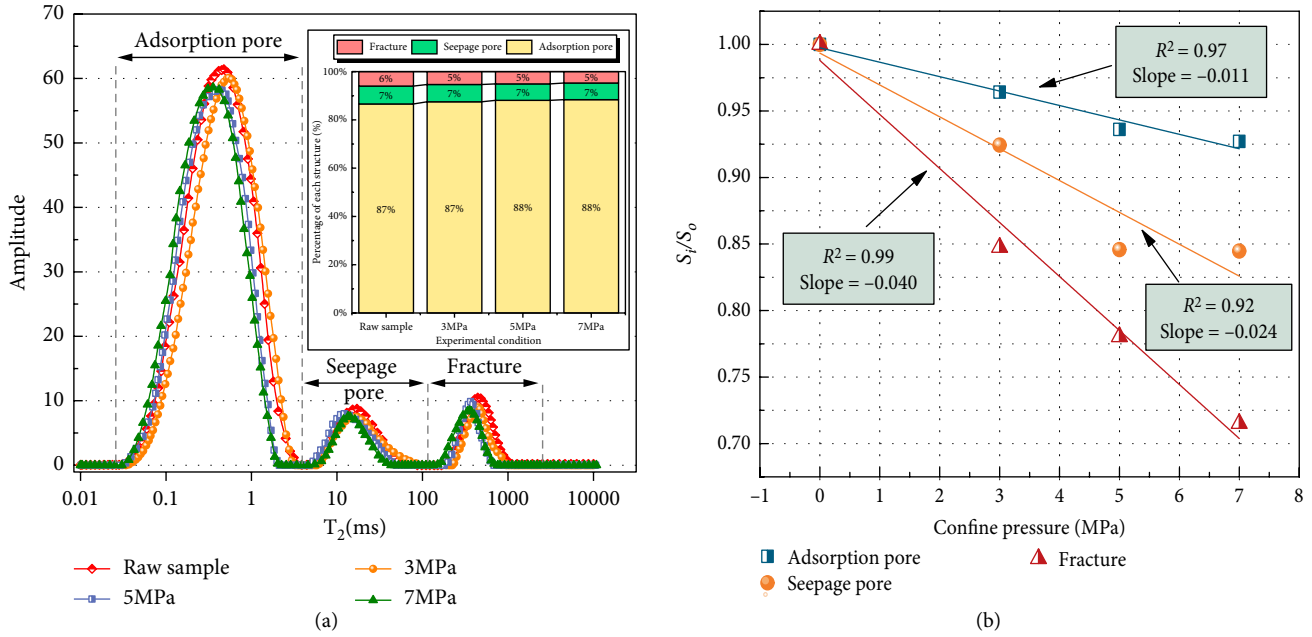 70
60
50
40
30
20
10
0
Amplitude
Adsorption pore
Fracture Seepage pore Adsorption pore
100%
80%
60%
40%
20%
0%
Percentage of each structure (%)
6% 5% 5% 5%
7% 7% 7% 7%
87% 87% 88% 88%
Raw sample 3MPa 5MPa 7MPa
Experimental condition
Seepage
pore
Fracture
0.01 0.1 1 10 100 1000 10000
T2(ms)
Raw sample 3MPa
5MPa 7MPa
(a)
1.00
0.95
0.90
0.85
0.80
0.75
0.70
Si/So
R2 = 0.97
Slope = –0.011
R2 = 0.99
Slope = –0.040
R2 = 0.92
Slope = –0.024
–1 0 1 2 3 4 5 6 7 8
Confine pressure (MPa)
Adsorption pore Fracture
Seepage pore
(b)